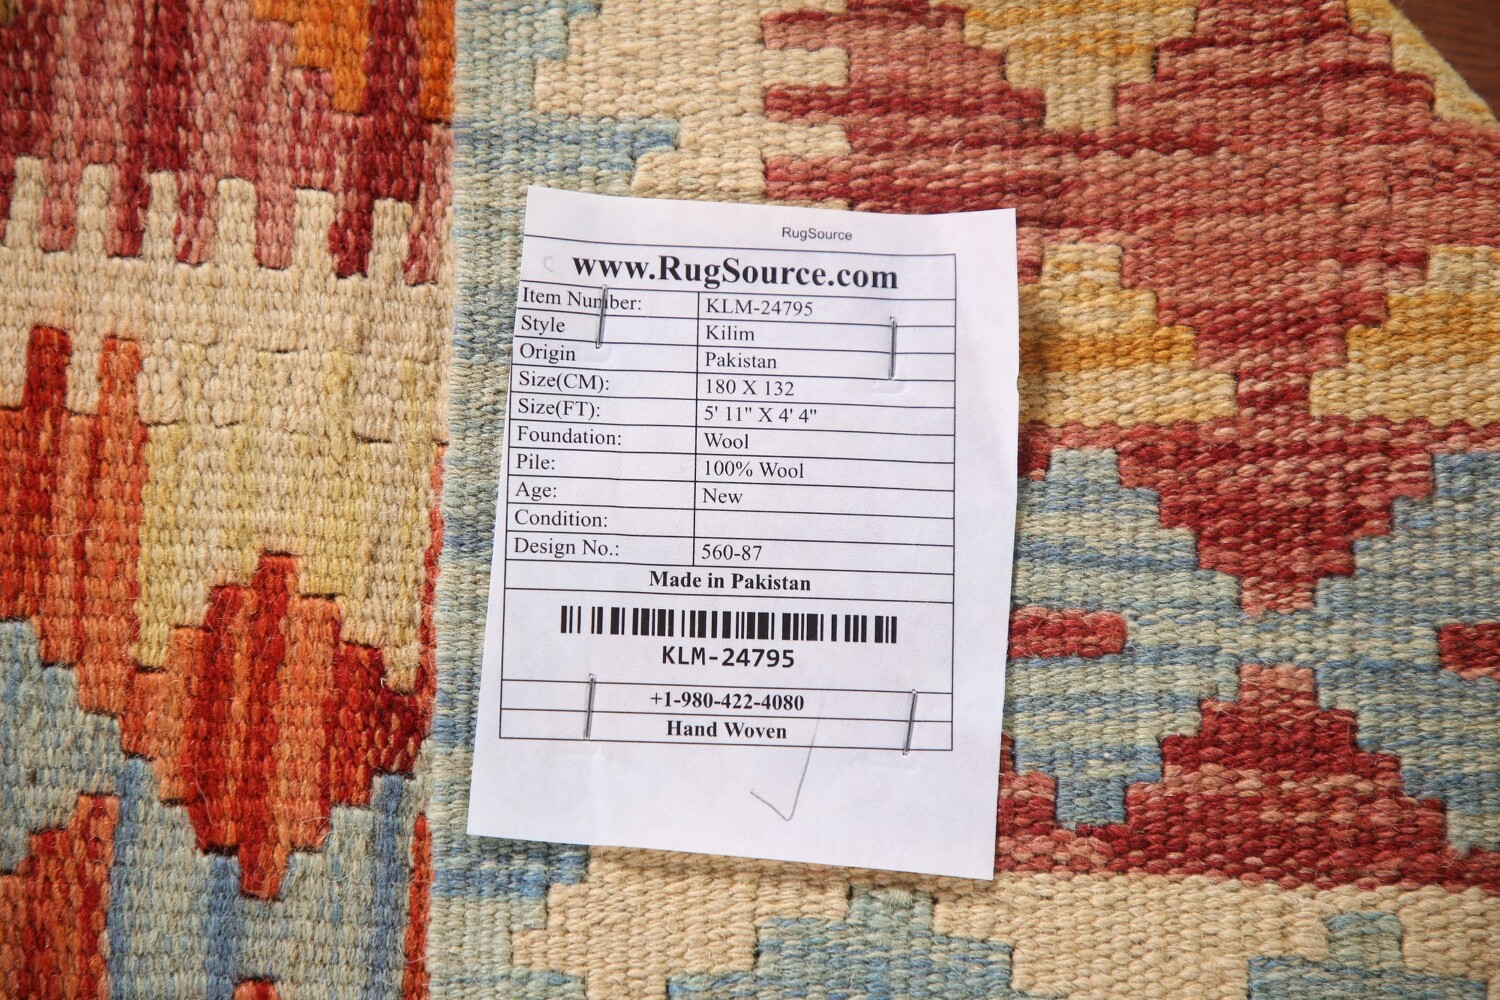 RugSource
www.RugSource.com
Item Number: KLM-24795
Style Kilim
Origin Pakistan
Size(CM): 180 X 132
Size(FT): 5' 11" X 4' 4"
Foundation: Wool
Pile: 100% Wool
Age: New
Condition:
Design No.: 560-87
Made in Pakistan
KLM-24795
+1-980-422-4080
Hand Woven